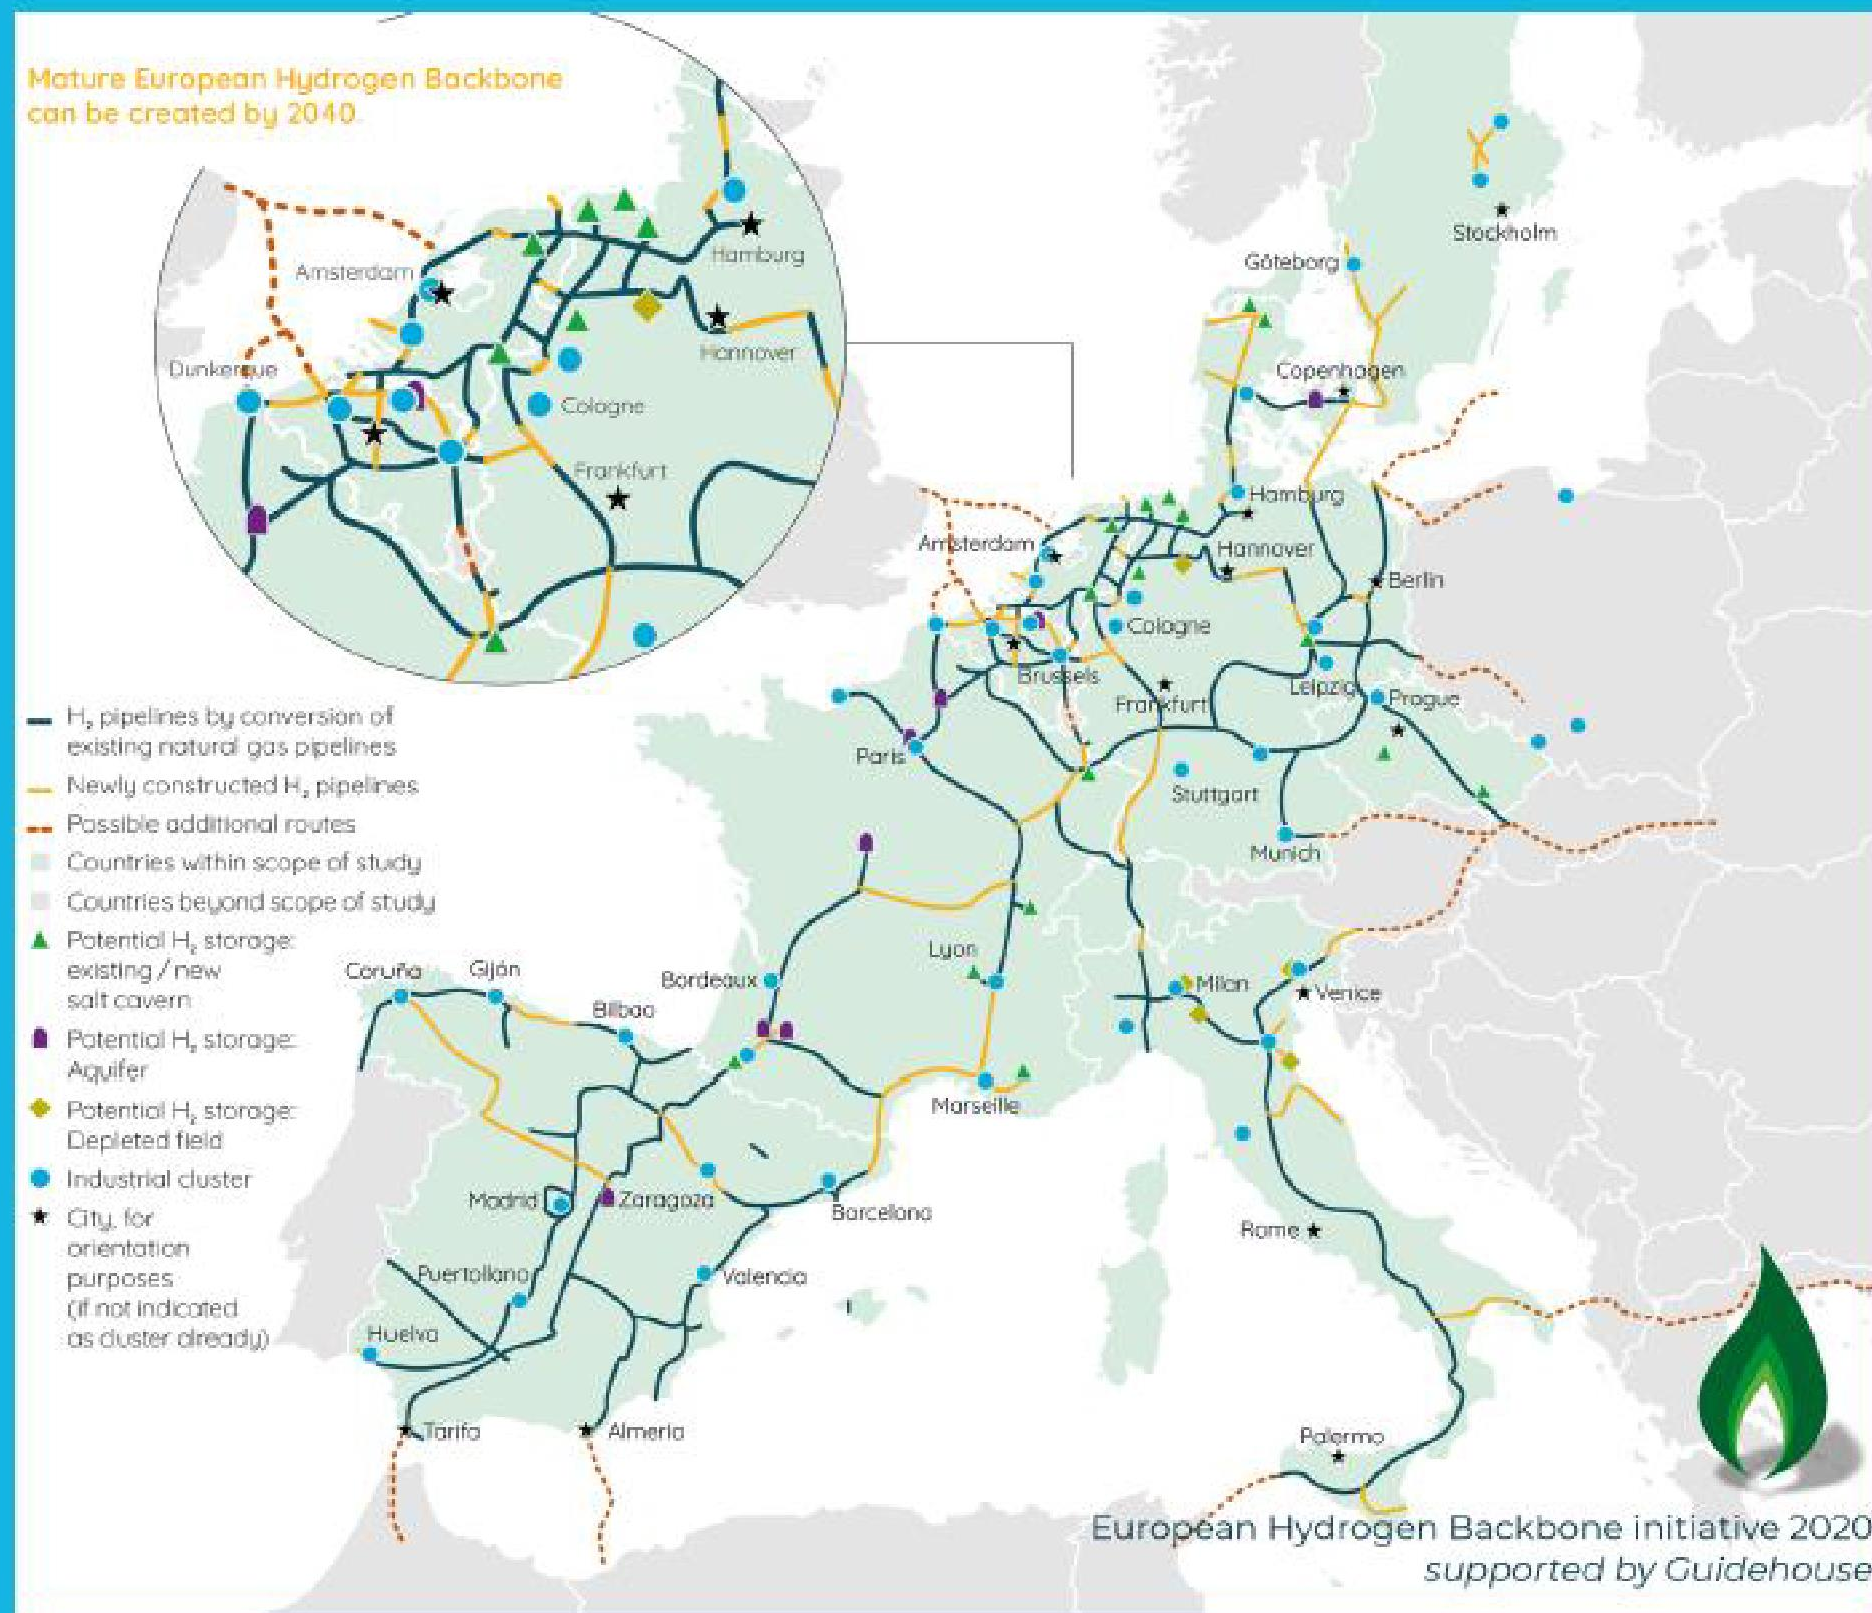 Mature European Hydrogen Backbone
can be created by 2040.
Amsterdam
Hamburg
Hannover
Dunkerque
Cologne
Frankfurt
H₂ pipelines by conversion of
existing natural gas pipelines
Newly constructed H₂ pipelines
Possible additional routes
Countries within scope of study
Countries beyond scope of study
Potential H₂ storage:
existing / new
salt cavern
Potential H₂ storage:
Aquifer
Potential H₂ storage:
Depleted field
Industrial cluster
City, for
orientation
purposes
(if not indicated
as cluster already)
Stockholm
Göteborg
Copenhagen
Hamburg
Amsterdam
Hannover
Berlin
Cologne
Brussels
Leipzig
Prague
Frankfurt
Paris
Stuttgart
Munich
Lyon
Coruña
Gijón
Bordeaux
Milan
Venice
Bilbao
Marseille
Madrid
Zaragoza
Barcelona
Rome
Puertollano
Valencia
Huelva
Tarifa
Almería
Palermo
European Hydrogen Backbone initiative 2020
supported by Guidehouse